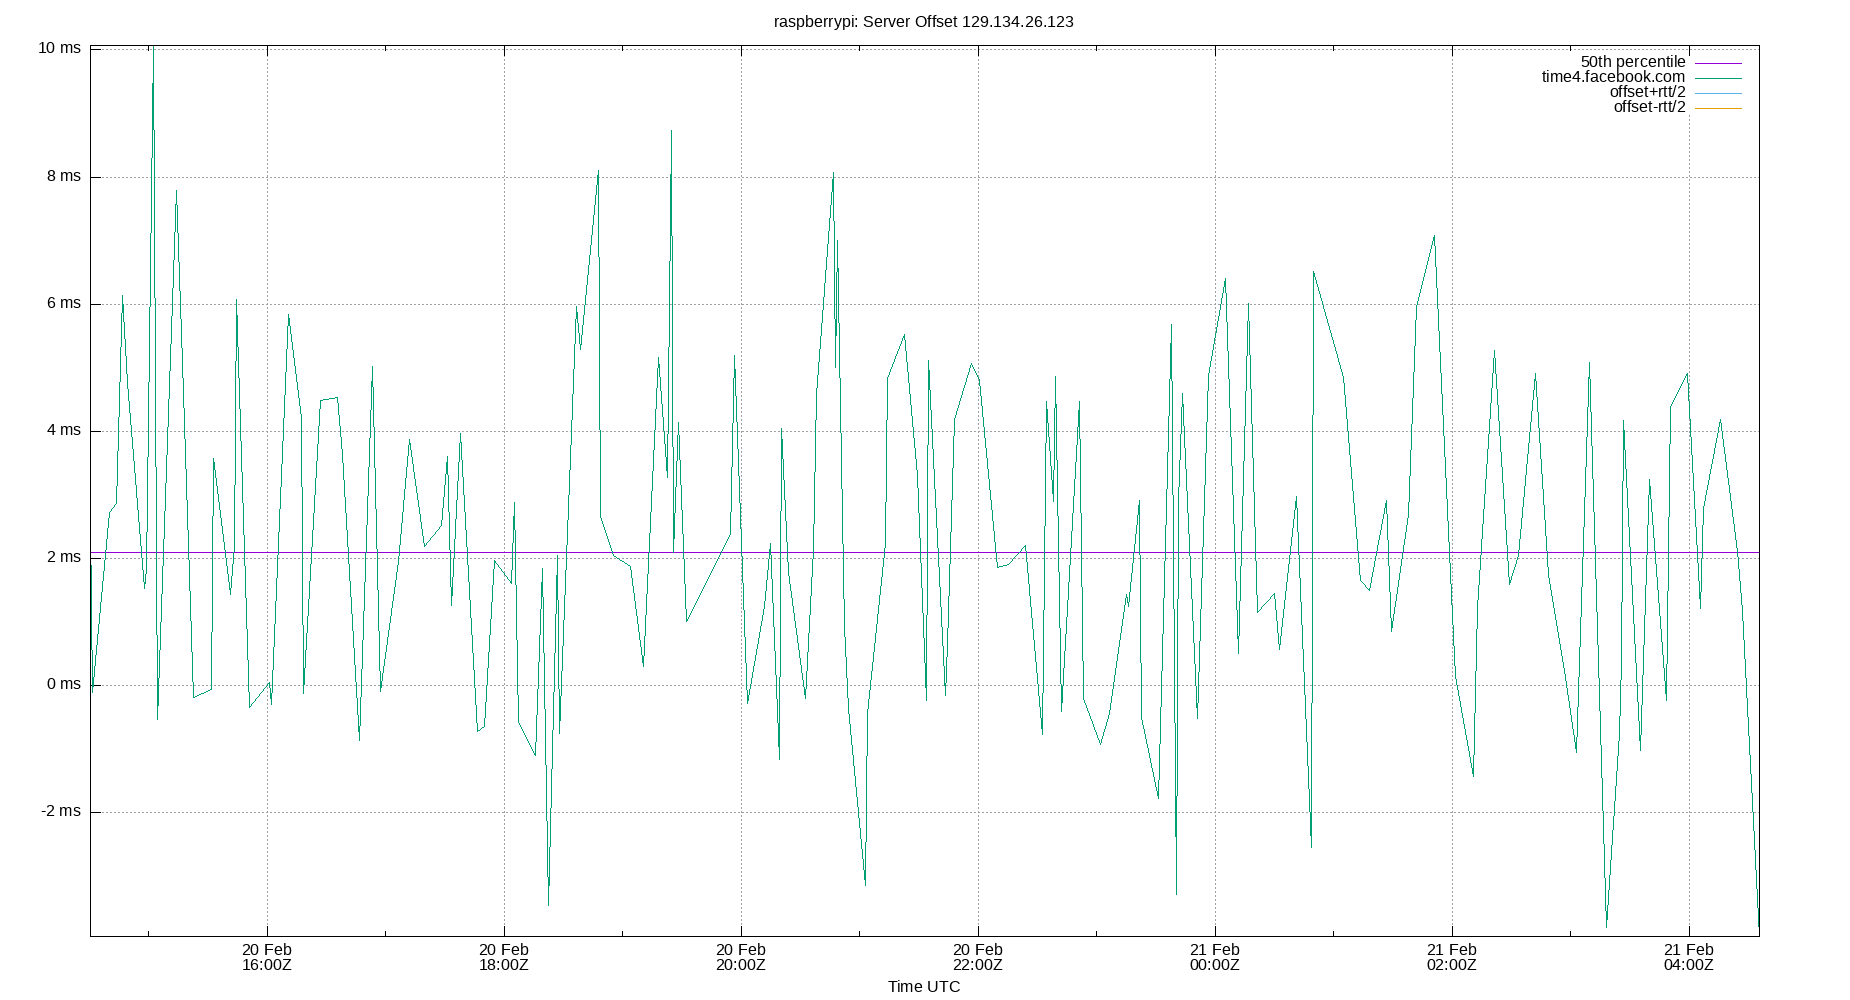 raspberrypi: Server Offset 129.134.26.123
10 ms
8 ms
6 ms
4 ms
2 ms
0 ms
-2 ms
50th percentile
time4.facebook.com
offset+rtt/2
offset-rtt/2
20 Feb 20 Feb 20 Feb 20 Feb 21 Feb 21 Feb 21 Feb
16:00Z 18:00Z 20:00Z 22:00Z 00:00Z 02:00Z 04:00Z
Time UTC